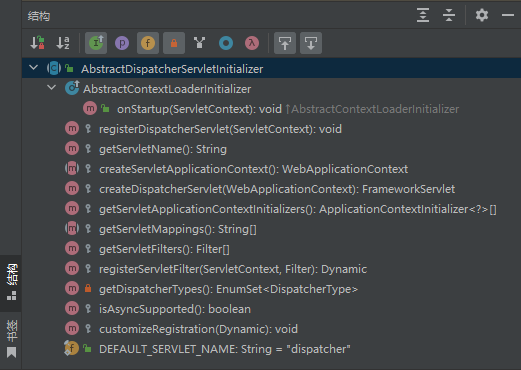 结构
AbstractDispatcherServletInitializer
AbstractContextLoaderInitializer
onStartup(ServletContext): void ↑AbstractContextLoaderInitializer
registerDispatcherServlet(ServletContext): void
getServletName(): String
createServletApplicationContext(): WebApplicationContext
createDispatcherServlet(WebApplicationContext): FrameworkServlet
getServletApplicationContextInitializers(): ApplicationContextInitializer<?>[]
getServletMappings(): String[]
getServletFilters(): Filter[]
registerServletFilter(ServletContext, Filter): Dynamic
getDispatcherTypes(): EnumSet<DispatcherType>
isAsyncSupported(): boolean
customizeRegistration(Dynamic): void
DEFAULT_SERVLET_NAME: String = "dispatcher"
结构
书签